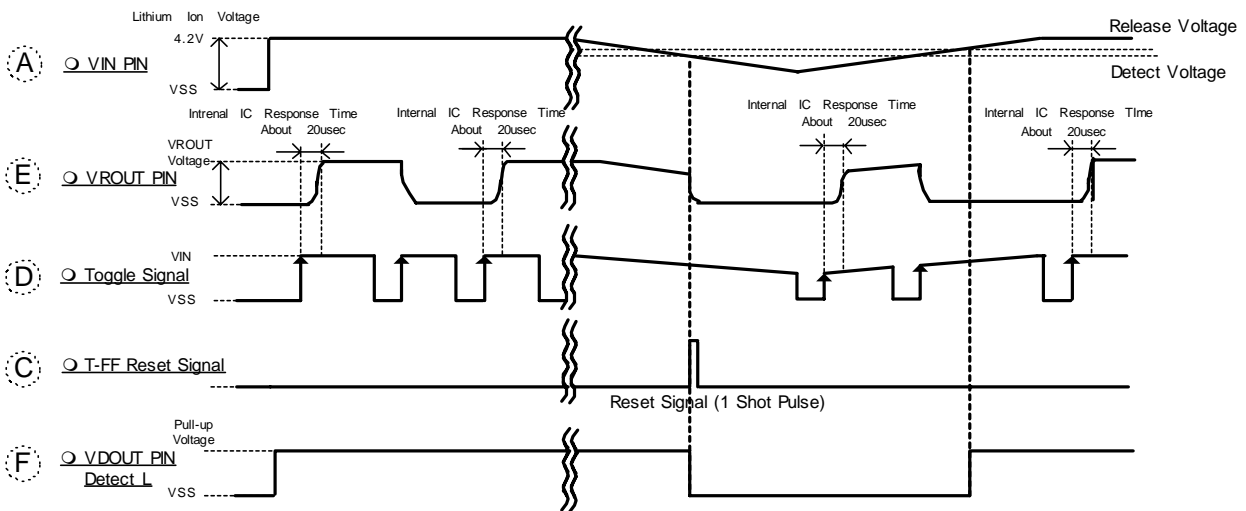 Lithium Ion Voltage
4.2V
Release Voltage
A
○ VIN PIN
Detect Voltage
VSS
Intrenal IC Response Time
About 20usec
Internal IC Response Time
About 20usec
Internal IC Response Time
About 20usec
Internal IC Response TIme
About 20usec
VROUT
Voltage
E
○ VROUT PIN
VSS
VIN
D
○ Toggle Signal
VSS
C
○ T-FF Reset Signal
Reset Signal (1 Shot Pulse)
Pull-up
Voltage
F
○ VDOUT PIN
Detect L
VSS